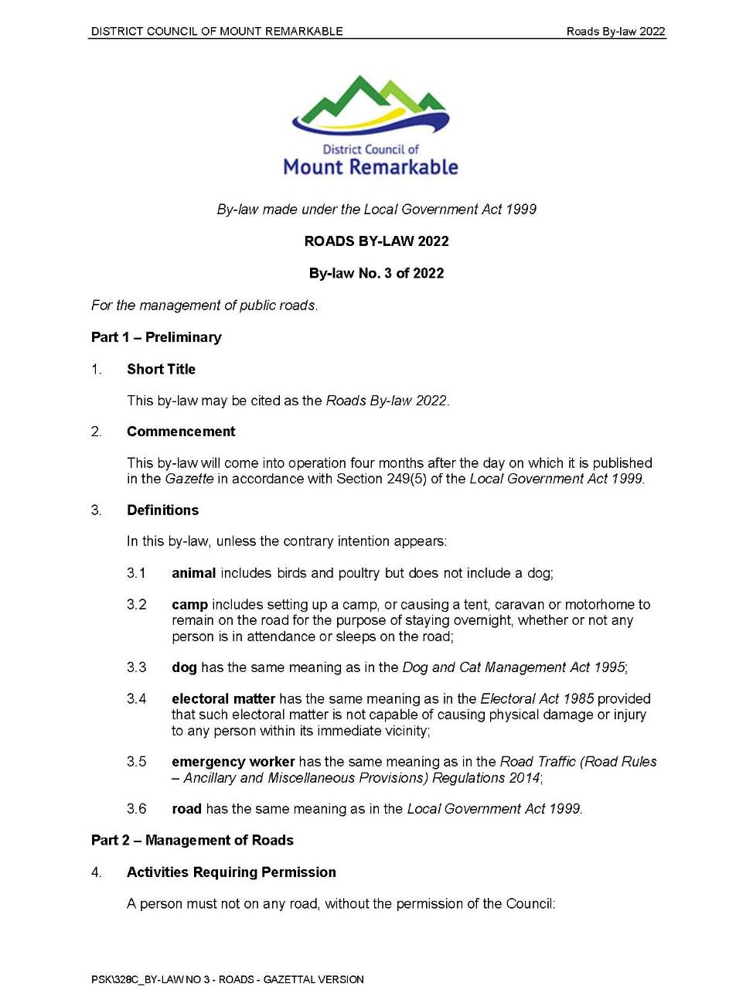 DISTRICT COUNCIL OF MOUNT REMARKABLE Roads By-law 2022
District Council of
Mount Remarkable
By-law made under the Local Government Act 1999
ROADS BY-LAW 2022
By-law No. 3 of 2022
For the management of public roads.
Part 1 – Preliminary
1. Short Title
This by-law may be cited as the Roads By-law 2022.
2. Commencement
This by-law will come into operation four months after the day on which it is published
in the Gazette in accordance with Section 249(5) of the Local Government Act 1999.
3. Definitions
In this by-law, unless the contrary intention appears:
3.1 animal includes birds and poultry but does not include a dog;
3.2 camp includes setting up a camp, or causing a tent, caravan or motorhome to
remain on the road for the purpose of staying overnight, whether or not any
person is in attendance or sleeps on the road;
3.3 dog has the same meaning as in the Dog and Cat Management Act 1995;
3.4 electoral matter has the same meaning as in the Electoral Act 1985 provided
that such electoral matter is not capable of causing physical damage or injury
to any person within its immediate vicinity;
3.5 emergency worker has the same meaning as in the Road Traffic (Road Rules
– Ancillary and Miscellaneous Provisions) Regulations 2014;
3.6 road has the same meaning as in the Local Government Act 1999.
Part 2 – Management of Roads
4. Activities Requiring Permission
A person must not on any road, without the permission of the Council:
PSK\328C_BY-LAW NO 3 - ROADS - GAZETTAL VERSION